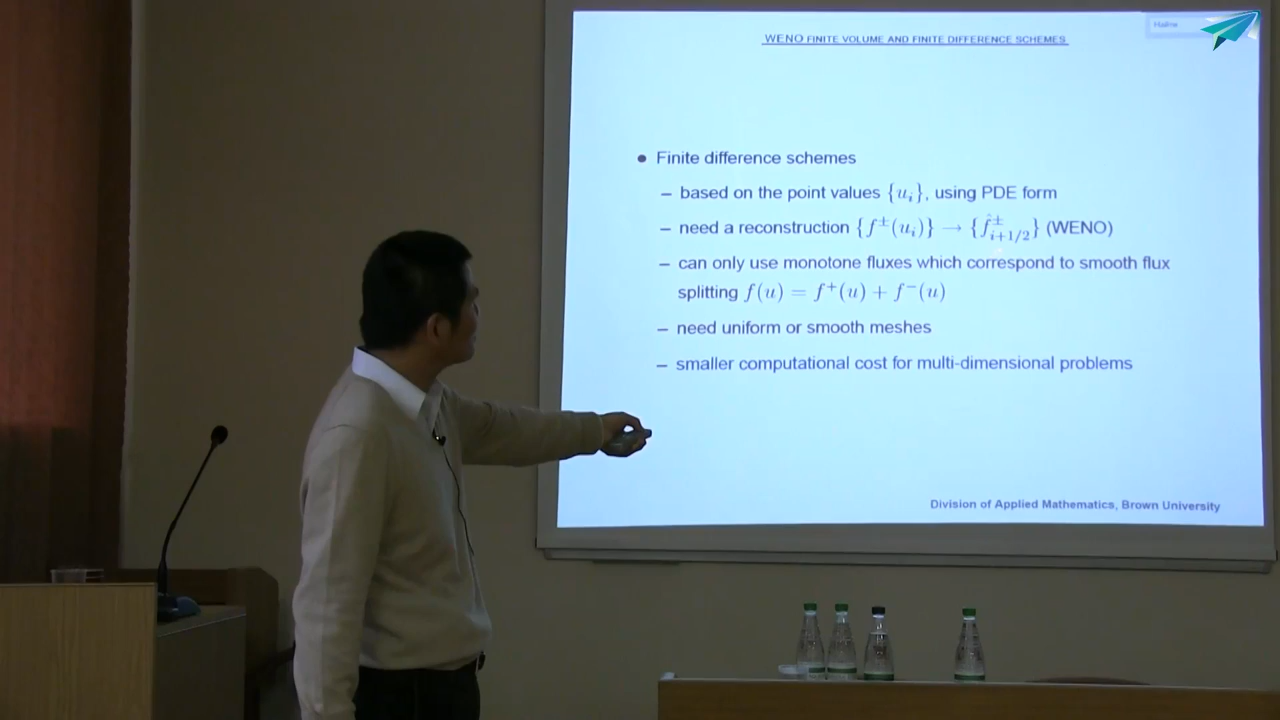 WENO FINITE VOLUME AND FINITE DIFFERENCE SCHEMES
● Finite difference schemes
– based on the point values {u_i}, using PDE form
– need a reconstruction {f^±(u_i)} → {f̂^±_{i+1/2}} (WENO)
– can only use monotone fluxes which correspond to smooth flux
splitting f(u) = f^+(u) + f^−(u)
– need uniform or smooth meshes
– smaller computational cost for multi-dimensional problems
Division of Applied Mathematics, Brown University